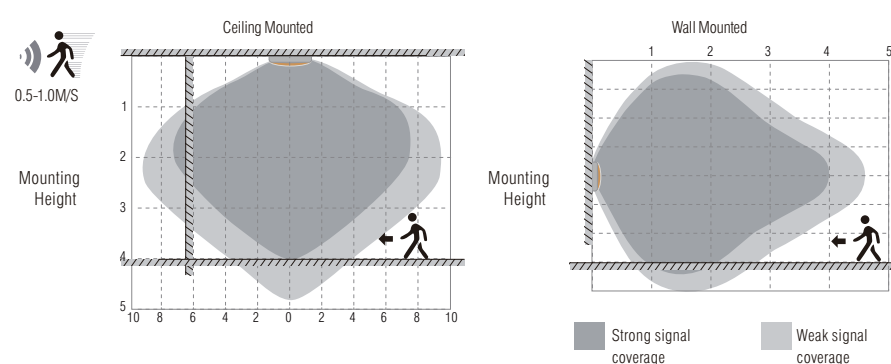 Ceiling Mounted
Wall Mounted
0.5-1.0M/S
1 2 3 4 5
1
2
3
4
5
Mounting
Height
Mounting
Height
10 8 6 4 2 0 2 4 6 8 10
Strong signal
coverage
Weak signal
coverage